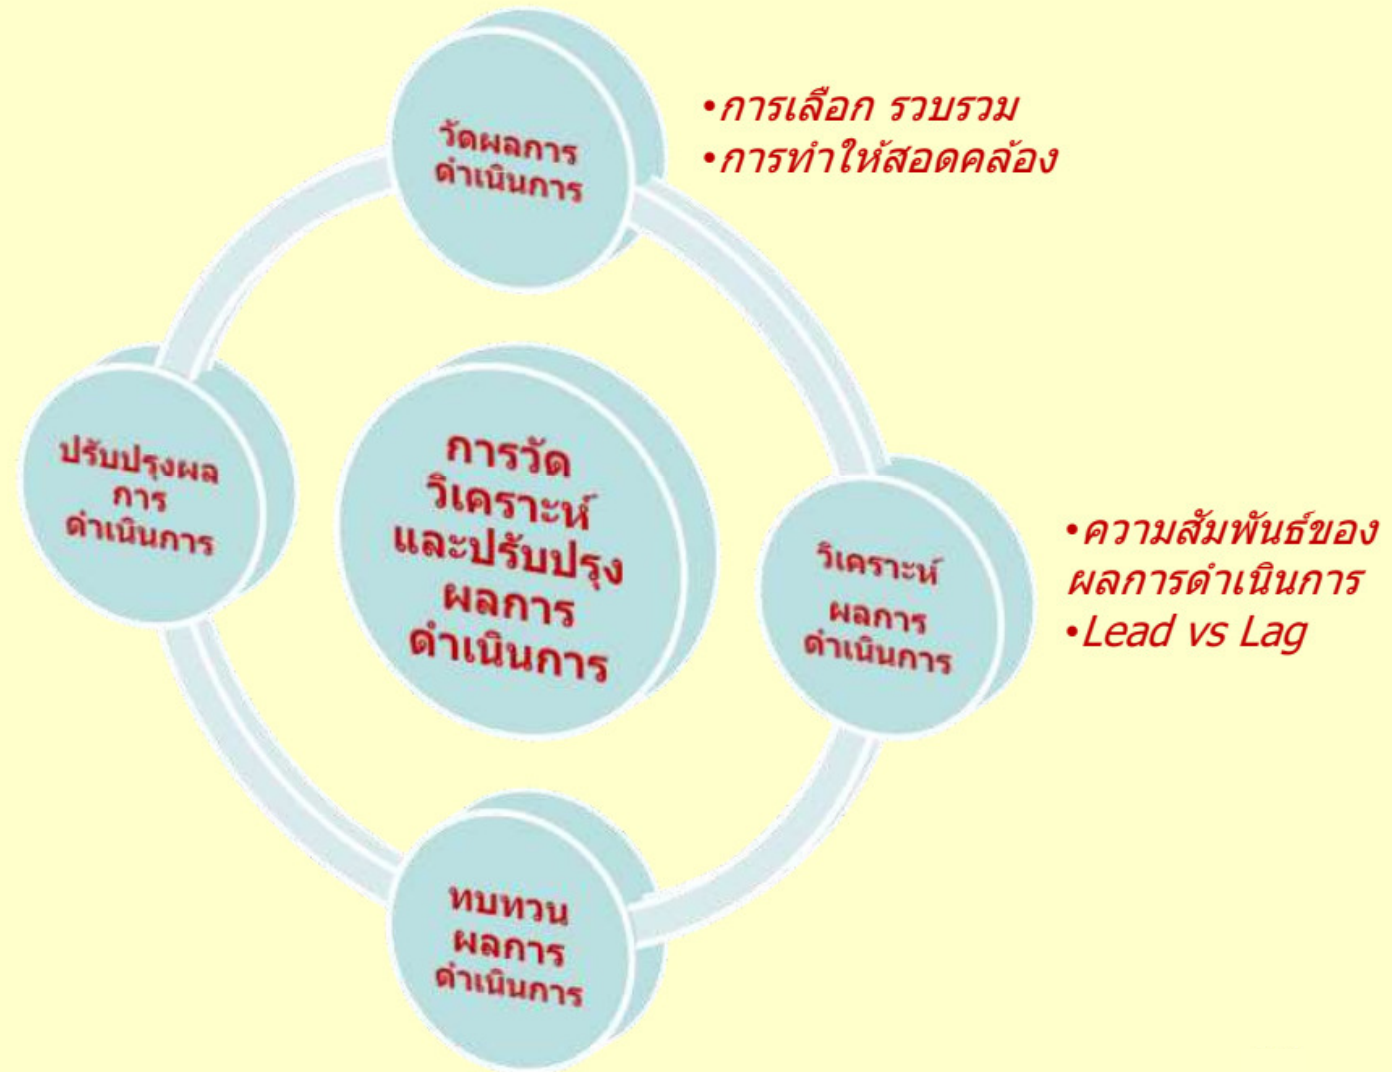 วัดผลการ
ดำเนินการ
•การเลือก รวบรวม
•การทำให้สอดคล้อง
ปรับปรุงผล
การ
ดำเนินการ
การวัด
วิเคราะห์
และปรับปรุง
ผลการ
ดำเนินการ
วิเคราะห์
ผลการ
ดำเนินการ
•ความสัมพันธ์ของ
ผลการดำเนินการ
•Lead vs Lag
ทบทวน
ผลการ
ดำเนินการ